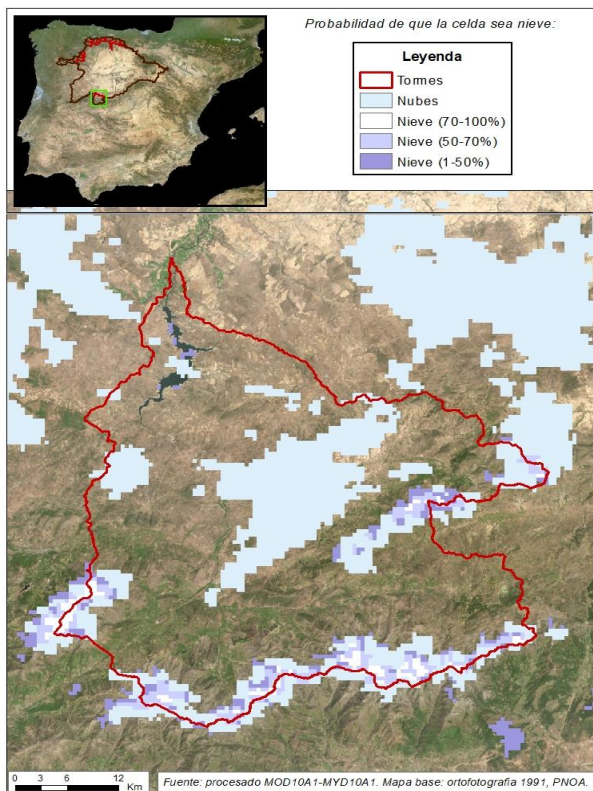 Probabilidad de que la celda sea nieve:
Leyenda
Tormes
Nubes
Nieve (70-100%)
Nieve (50-70%)
Nieve (1-50%)
0 3 6 12
Km
Fuente: procesado MOD10A1-MYD10A1. Mapa base: ortofotografía 1991, PNOA.